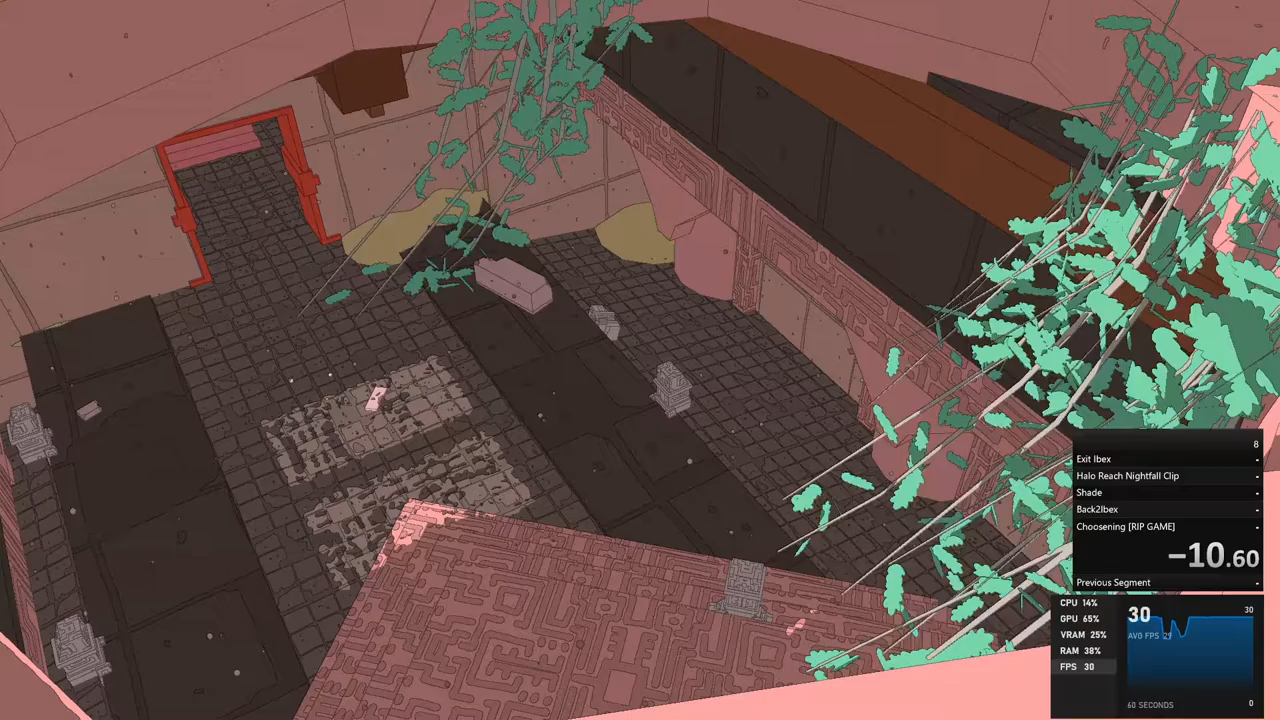 8
Exit Ibex -
Halo Reach Nightfall Clip -
Shade -
Back2Ibex -
Choosening [RIP GAME] -
−10.60
Previous Segment -
CPU 14%
GPU 65%
VRAM 25%
RAM 38%
FPS 30
30 30
AVG FPS 29
60 SECONDS 0